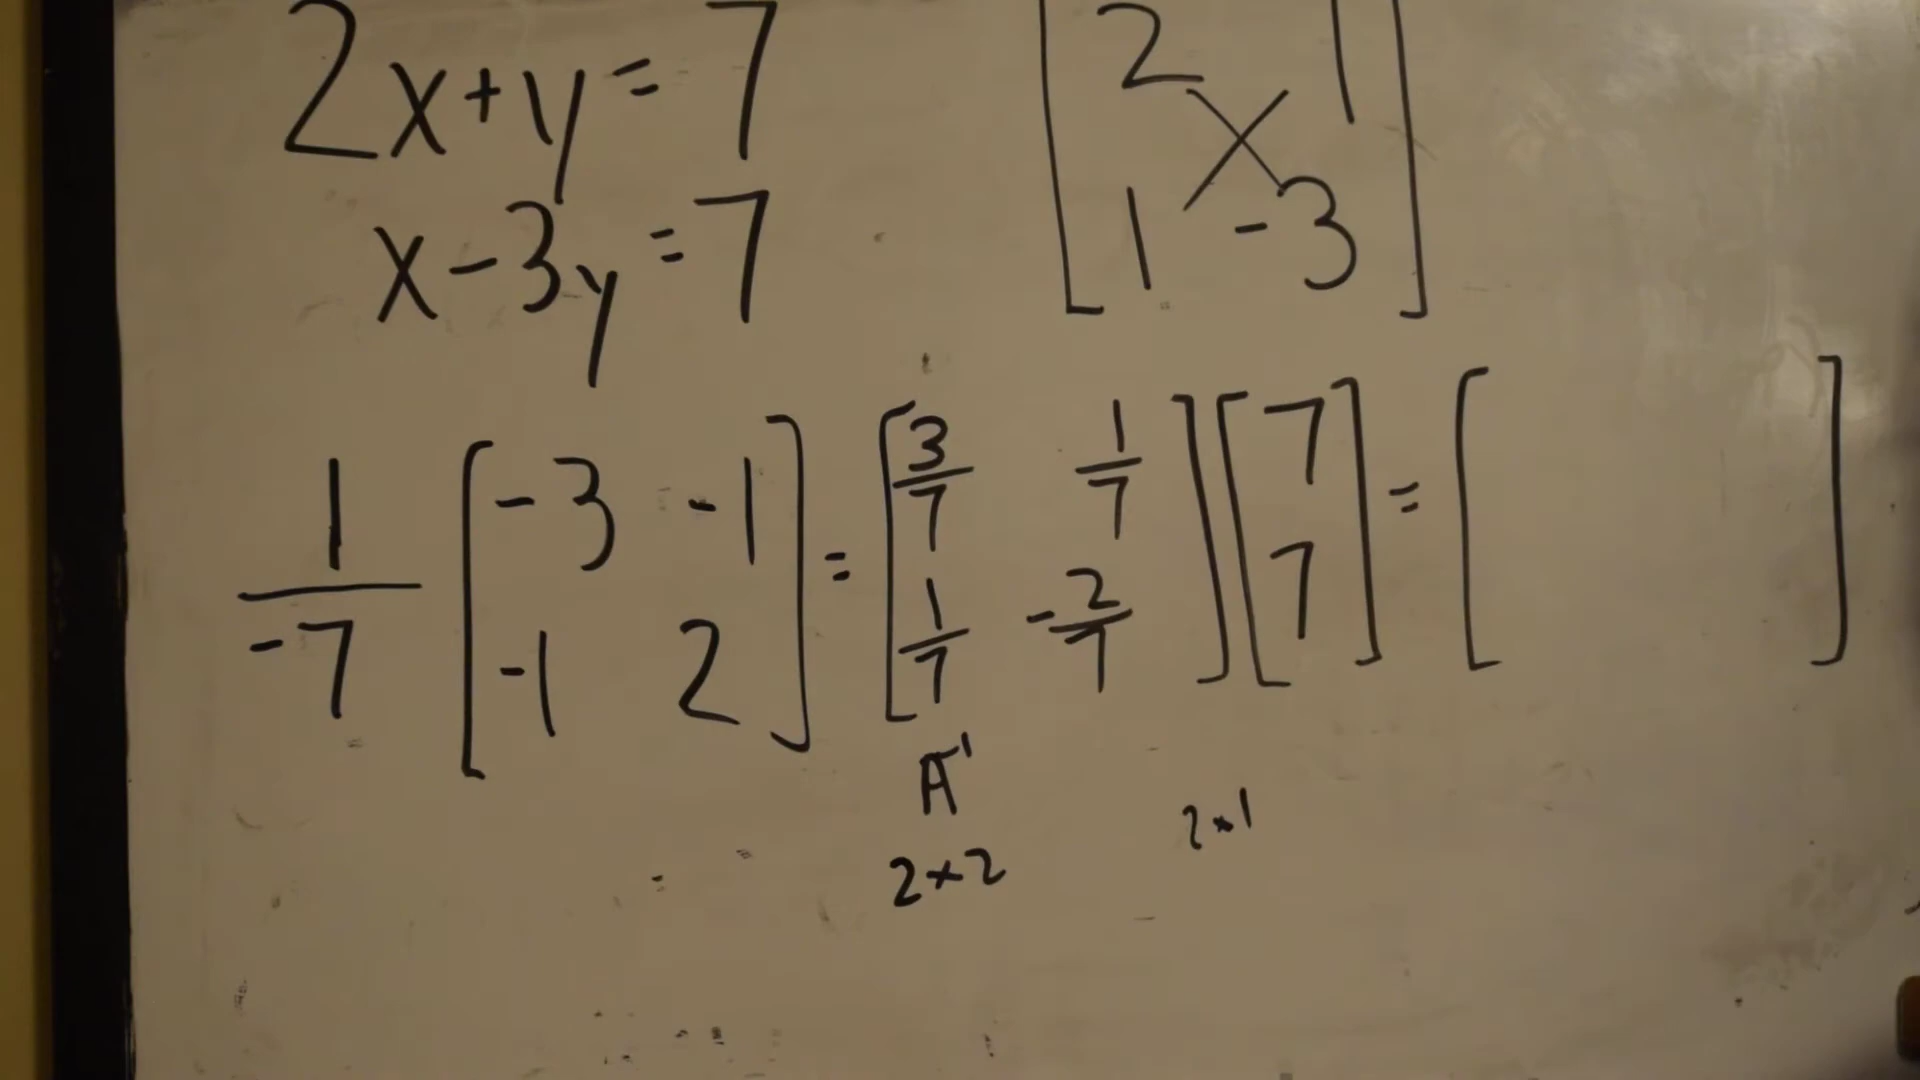 2x+y=7
x-3y=7
[2 1
1 -3]
1/-7 [-3 -1
-1 2] = [3/7 1/7
1/7 -2/7] [7
7] = [ ]
A⁻¹
2×2
2×1